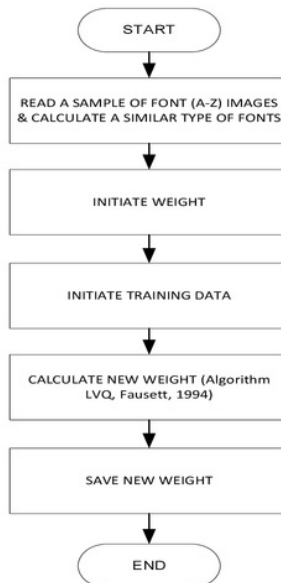 START
READ A SAMPLE OF FONT (A-Z) IMAGES
& CALCULATE A SIMILAR TYPE OF FONTS
INITIATE WEIGHT
INITIATE TRAINING DATA
CALCULATE NEW WEIGHT (Algorithm
LVQ, Fausett, 1994)
SAVE NEW WEIGHT
END